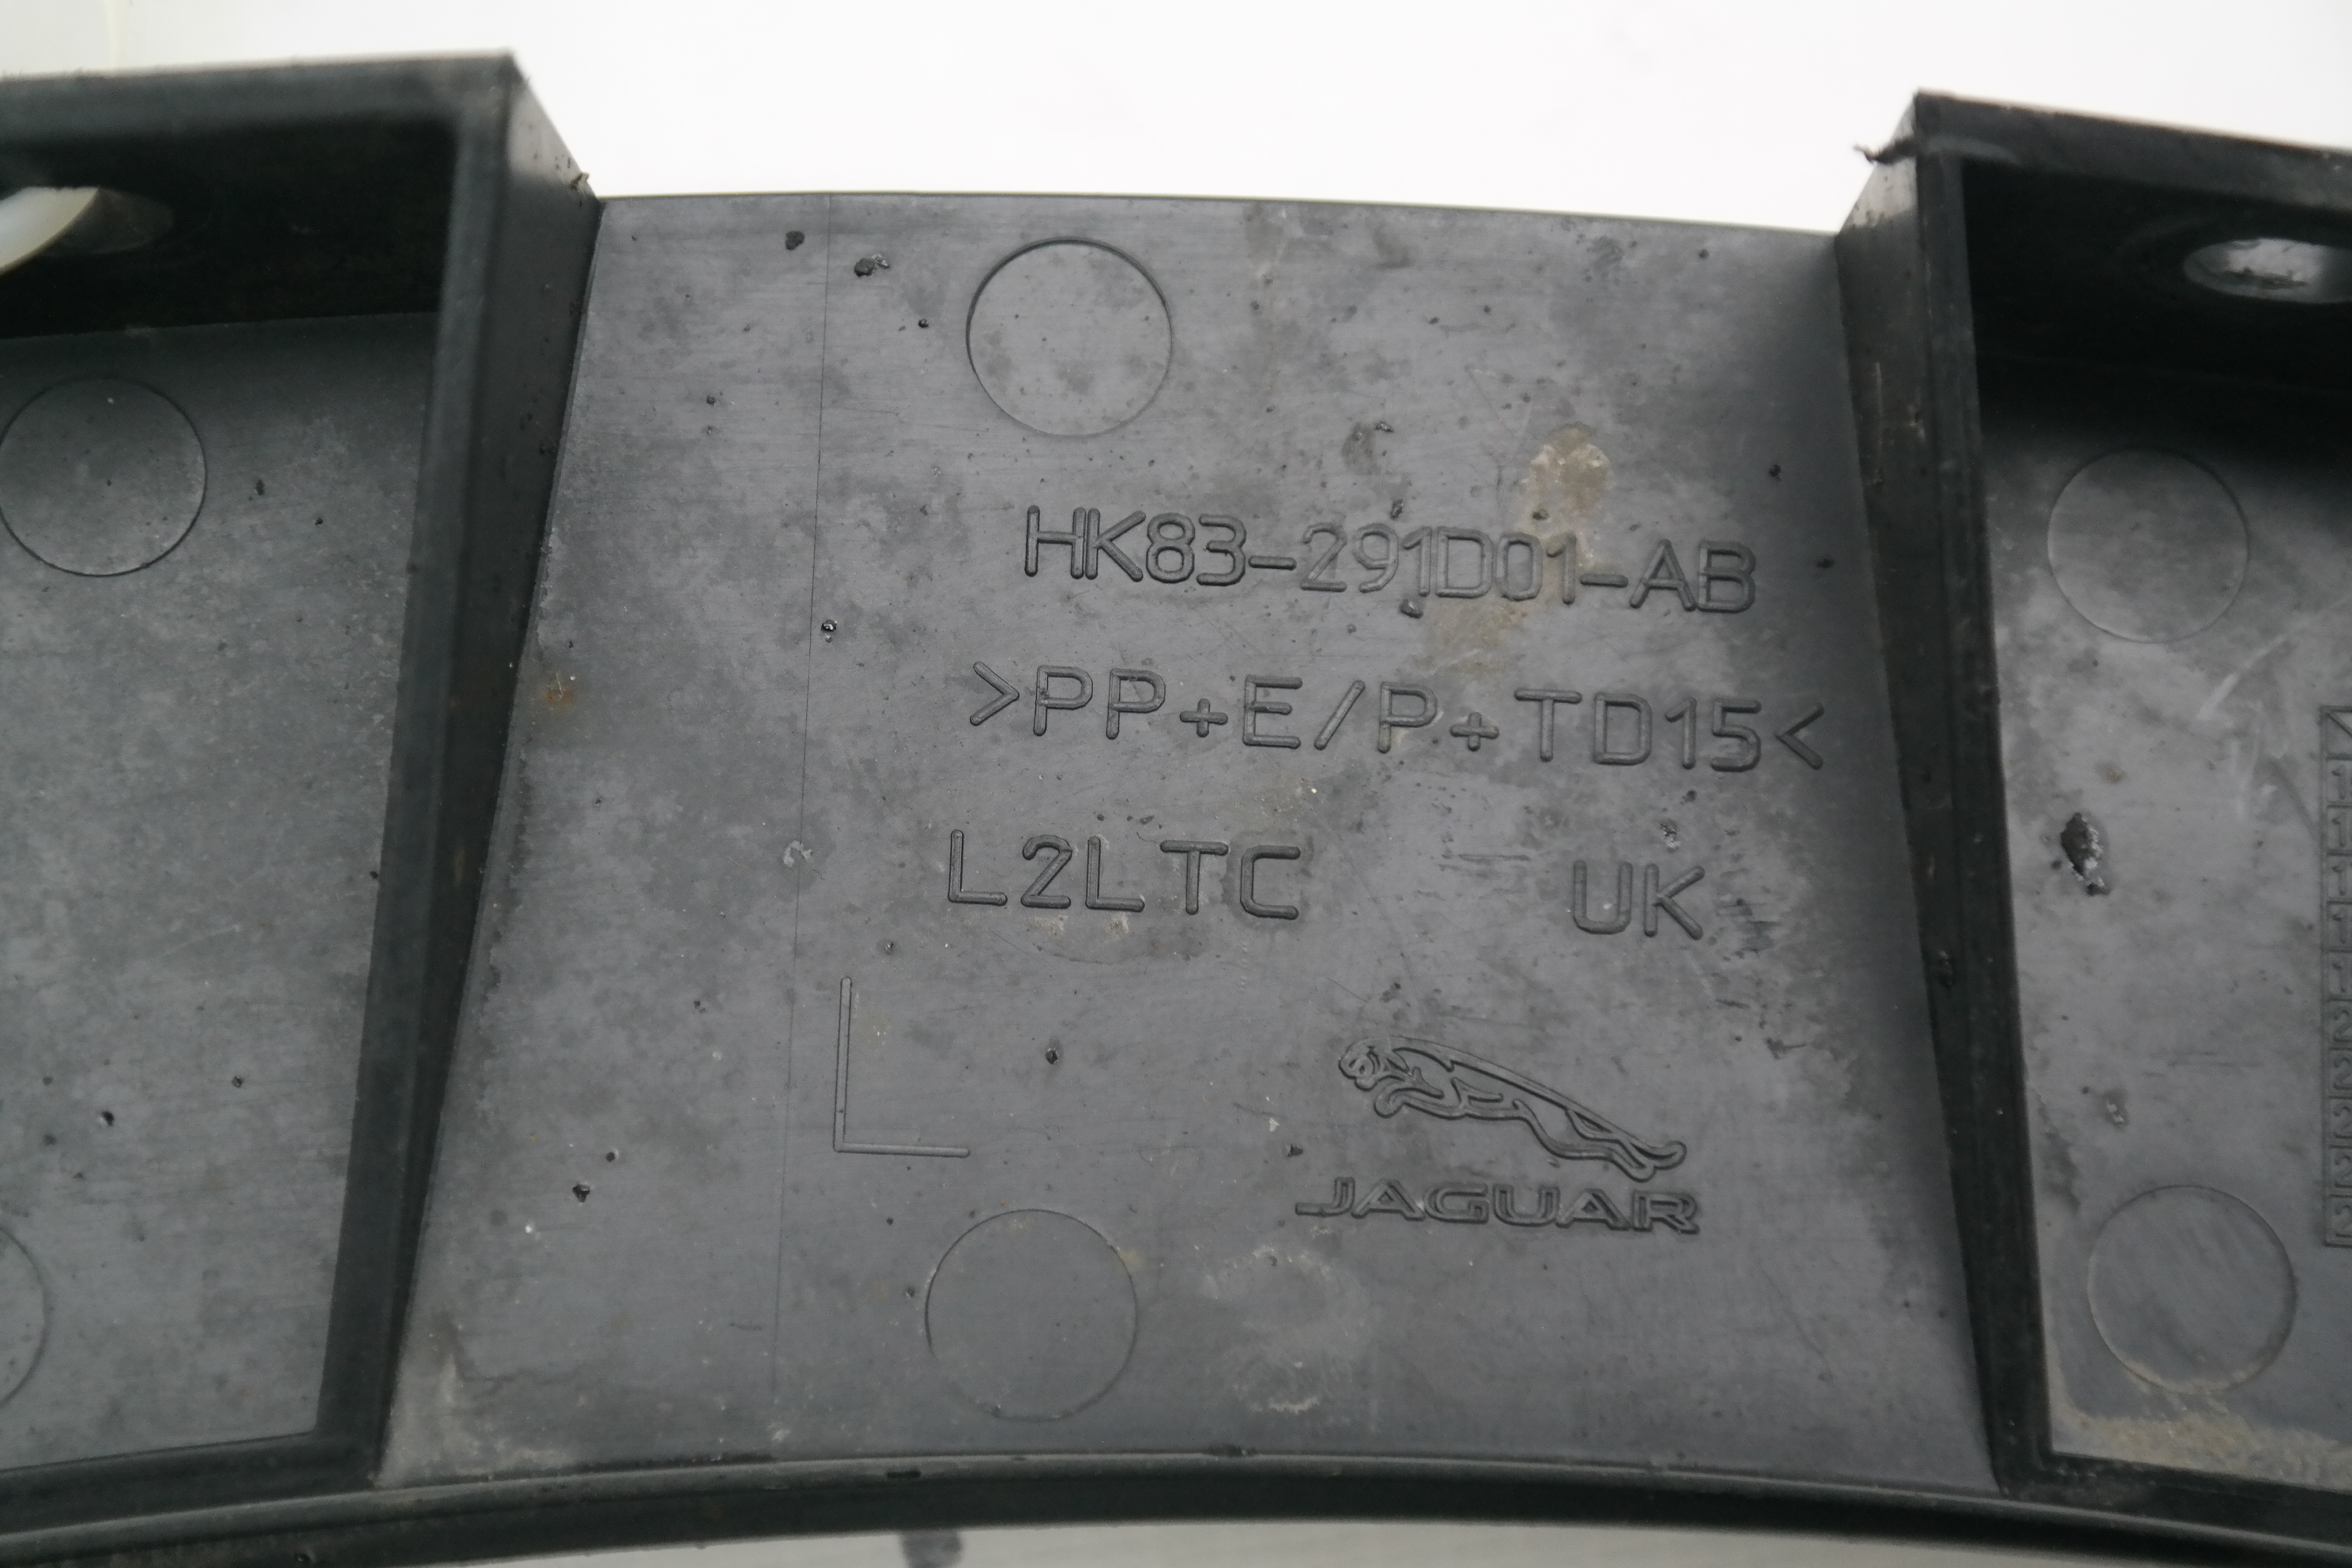 HK83-291D01-AB
>PP+E/P+TD15<
L2LTC UK
L
JAGUAR